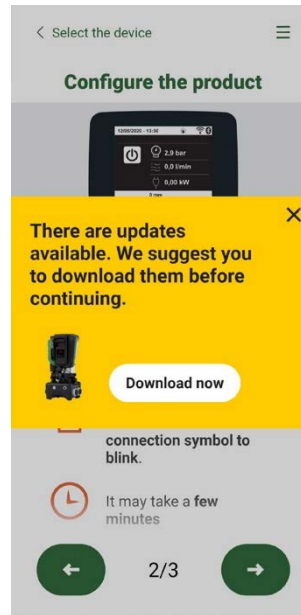 Select the device
Configure the product
12/08/2020 - 13:30
2,9 bar
0,0 l/min
0,00 kW
There are updates
available. We suggest you
to download them before
continuing.
Download now
connection symbol to
blink.
It may take a few
minutes
2/3